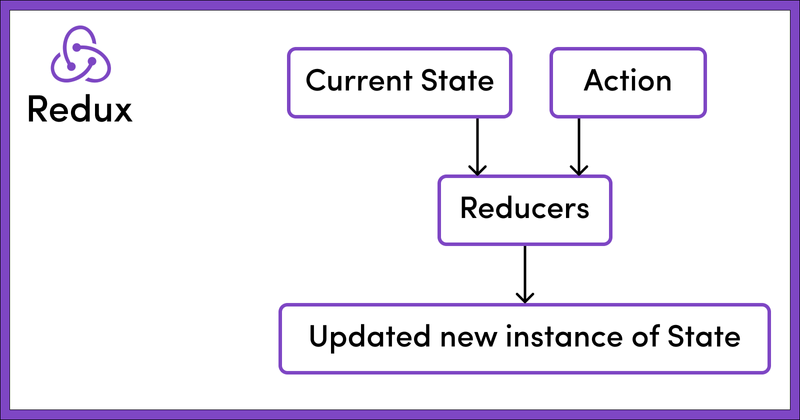 Redux
Current State
Action
Reducers
Updated new instance of State